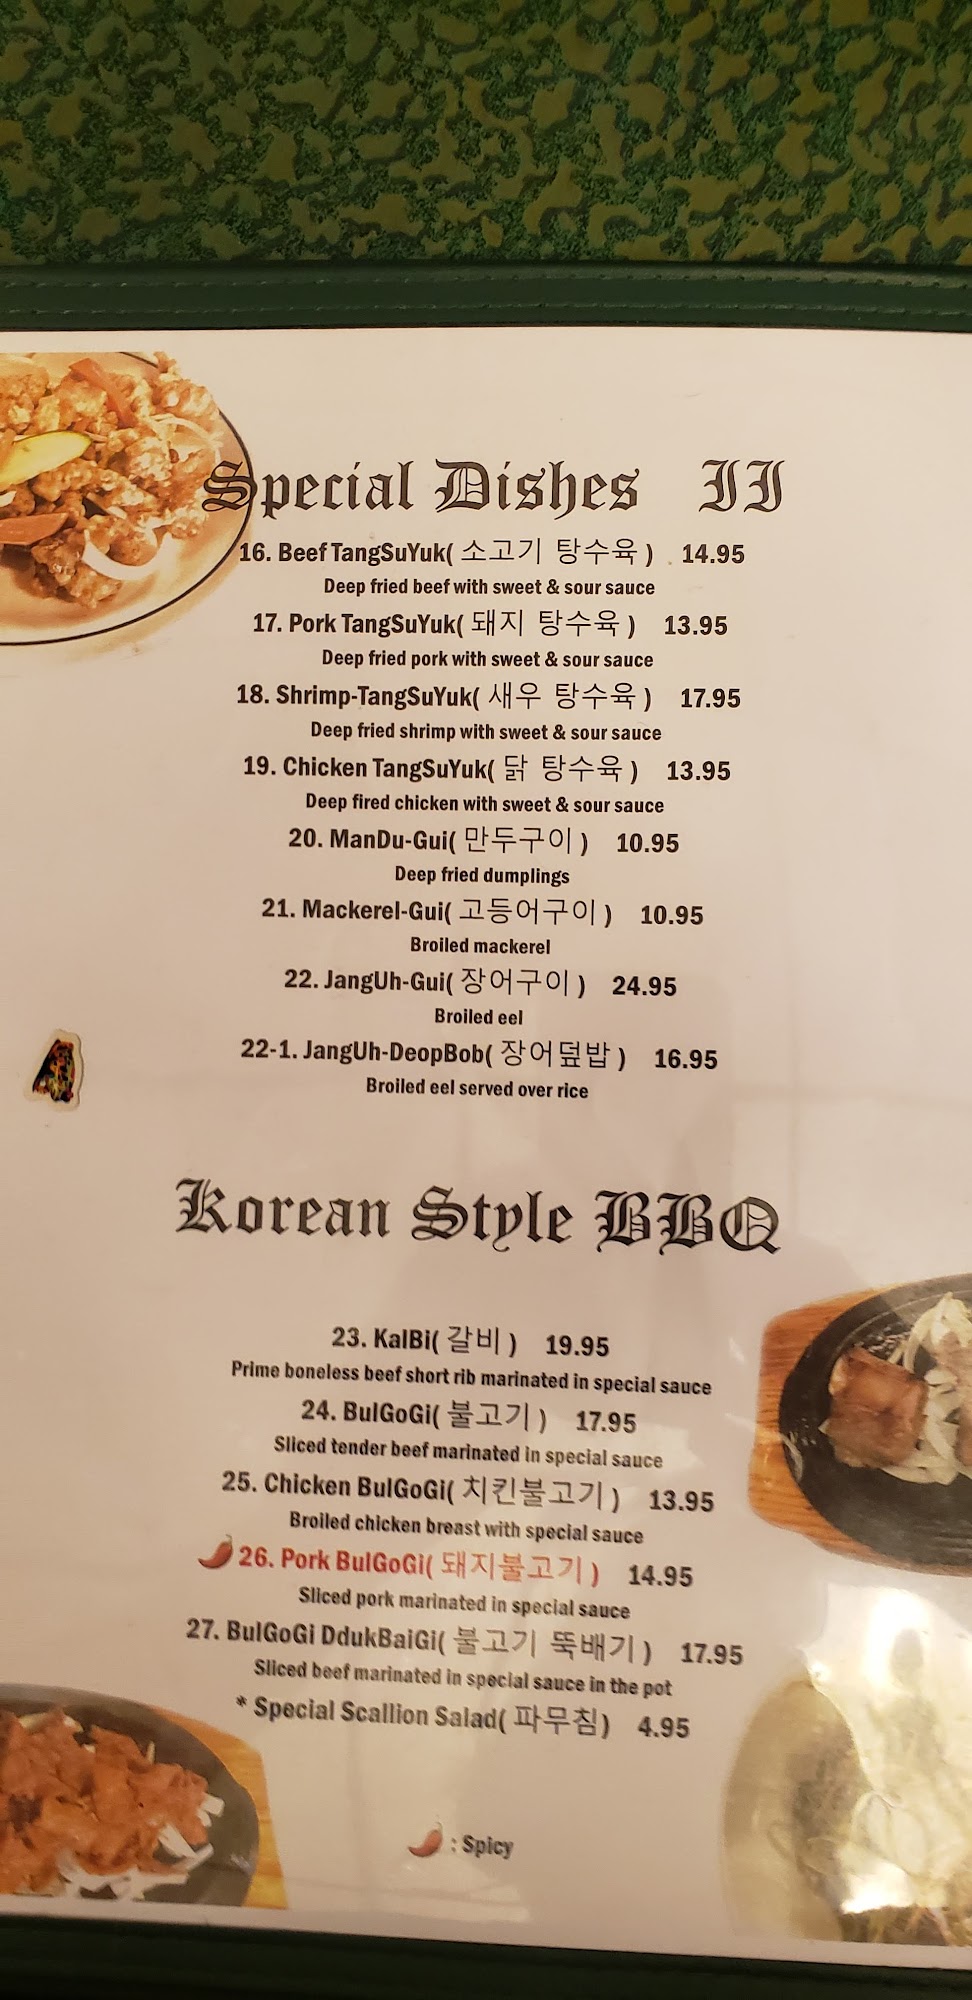 Special Dishes II
16. Beef TangSuYuk( 소고기 탕수육 ) 14.95
Deep fried beef with sweet & sour sauce
17. Pork TangSuYuk( 돼지 탕수육 ) 13.95
Deep fried pork with sweet & sour sauce
18. Shrimp-TangSuYuk( 새우 탕수육 ) 17.95
Deep fried shrimp with sweet & sour sauce
19. Chicken TangSuYuk( 닭 탕수육 ) 13.95
Deep fired chicken with sweet & sour sauce
20. ManDu-Gui( 만두구이 ) 10.95
Deep fried dumplings
21. Mackerel-Gui( 고등어구이 ) 10.95
Broiled mackerel
22. JangUh-Gui( 장어구이 ) 24.95
Broiled eel
22-1. JangUh-DeopBob( 장어덮밥 ) 16.95
Broiled eel served over rice
Korean Style BBQ
23. KalBi( 갈비 ) 19.95
Prime boneless beef short rib marinated in special sauce
24. BulGoGi( 불고기 ) 17.95
Sliced tender beef marinated in special sauce
25. Chicken BulGoGi( 치킨불고기 ) 13.95
Broiled chicken breast with special sauce
26. Pork BulGoGi( 돼지불고기 ) 14.95
Sliced pork marinated in special sauce
27. BulGoGi DdukBaiGi( 불고기 뚝배기 ) 17.95
Sliced beef marinated in special sauce in the pot
* Special Scallion Salad( 파무침) 4.95
: Spicy